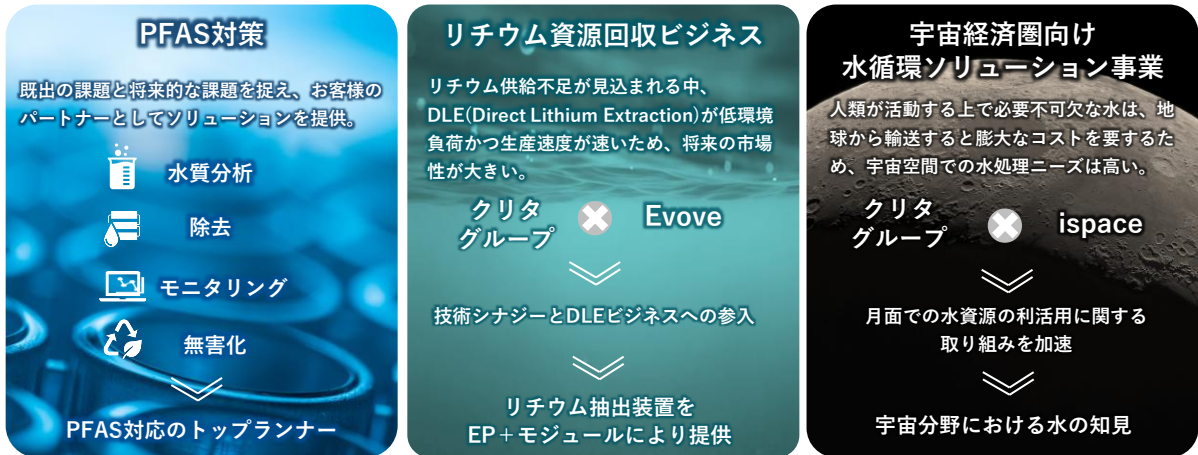 PFAS対策
既出の課題と将来的な課題を捉え、お客様の
パートナーとしてソリューションを提供。
水質分析
除去
モニタリング
無害化
PFAS対応のトップランナー
リチウム資源回収ビジネス
リチウム供給不足が見込まれる中、
DLE(Direct Lithium Extraction)が低環境
負荷かつ生産速度が速いため、将来の市場
性が大きい。
クリタ
グループ
Evove
技術シナジーとDLEビジネスへの参入
リチウム抽出装置を
EP＋モジュールにより提供
宇宙経済圏向け
水循環ソリューション事業
人類が活動する上で必要不可欠な水は、地
球から輸送すると膨大なコストを要するた
め、宇宙空間での水処理ニーズは高い。
クリタ
グループ
ispace
月面での水資源の利活用に関する
取り組みを加速
宇宙分野における水の知見